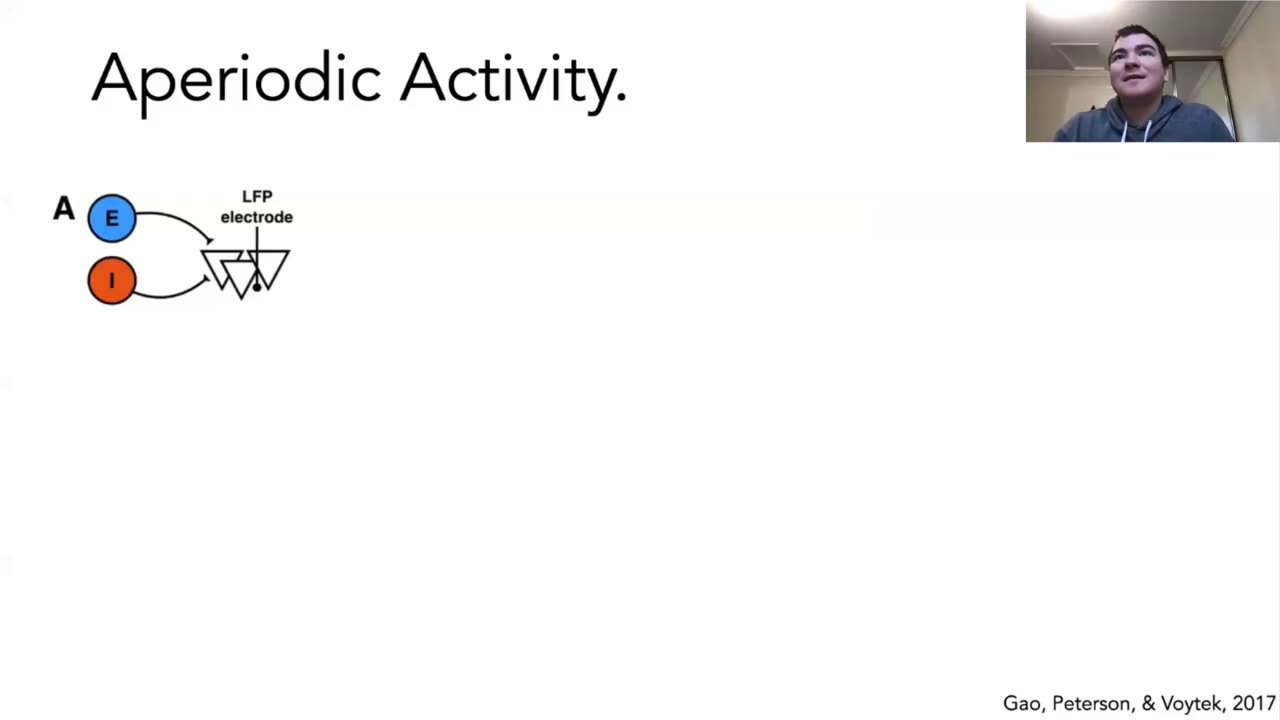 Aperiodic Activity.
A
E
LFP
electrode
I
Gao, Peterson, & Voytek, 2017